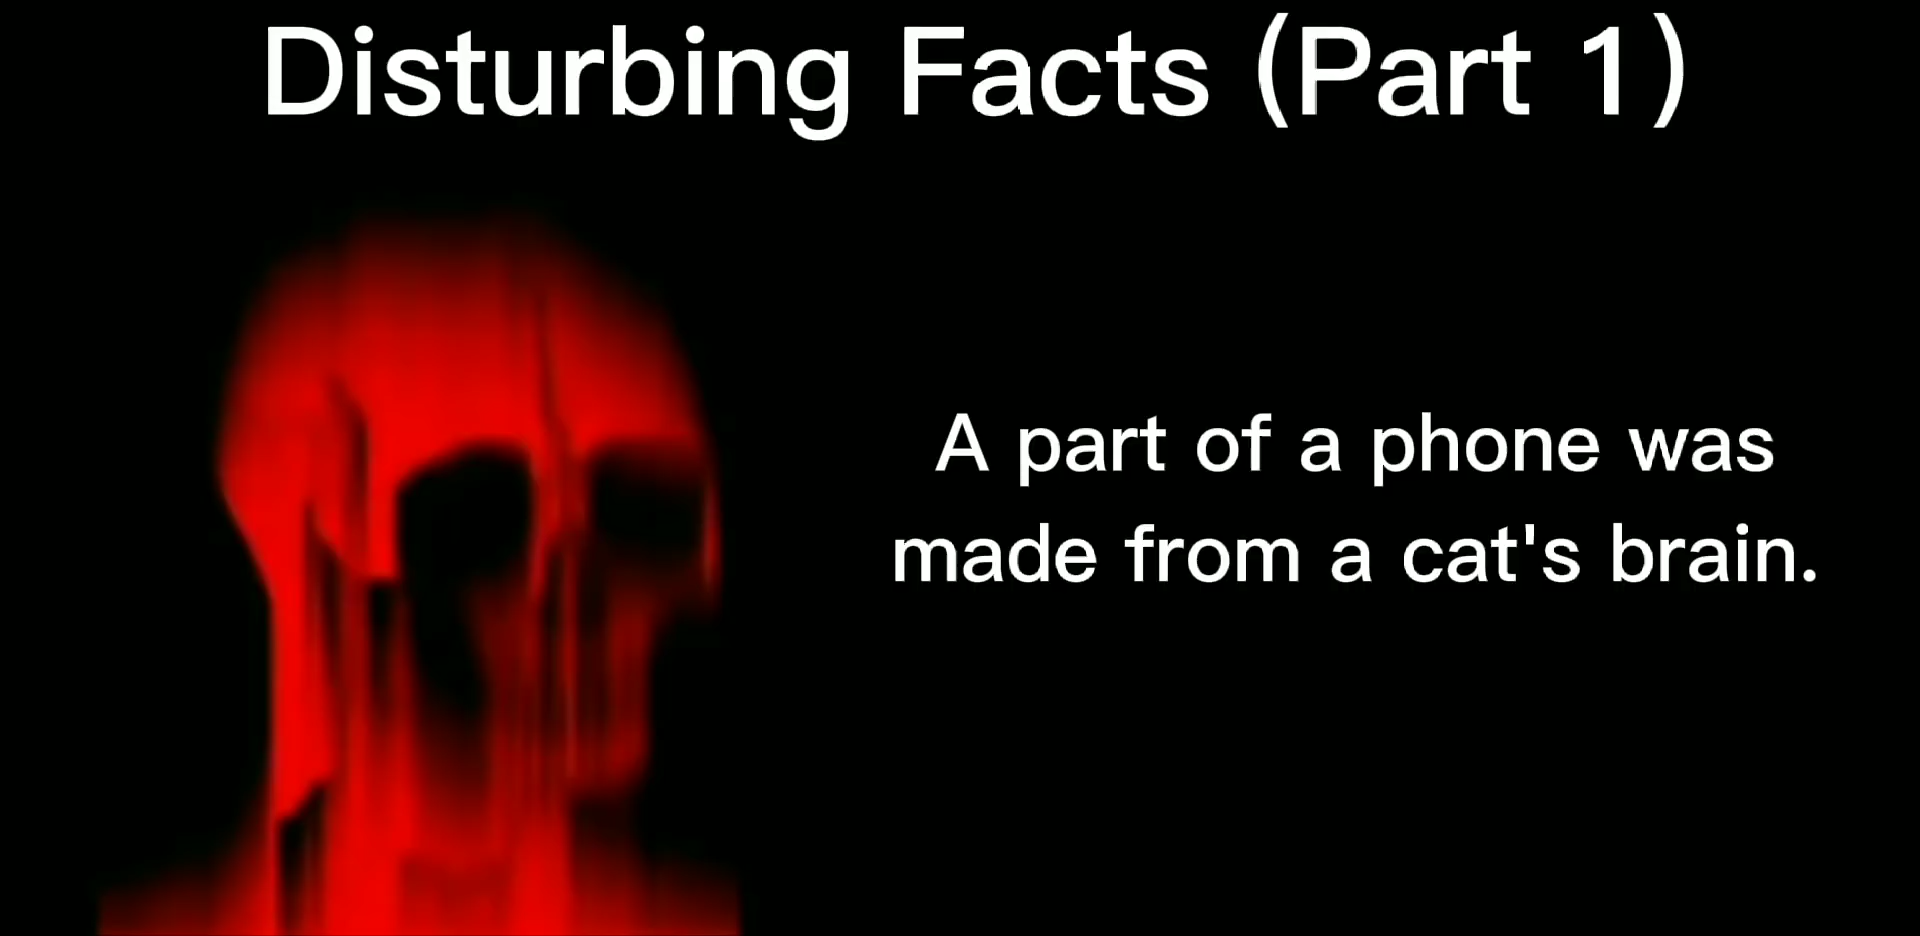 Disturbing Facts (Part 1)
A part of a phone was
made from a cat's brain.